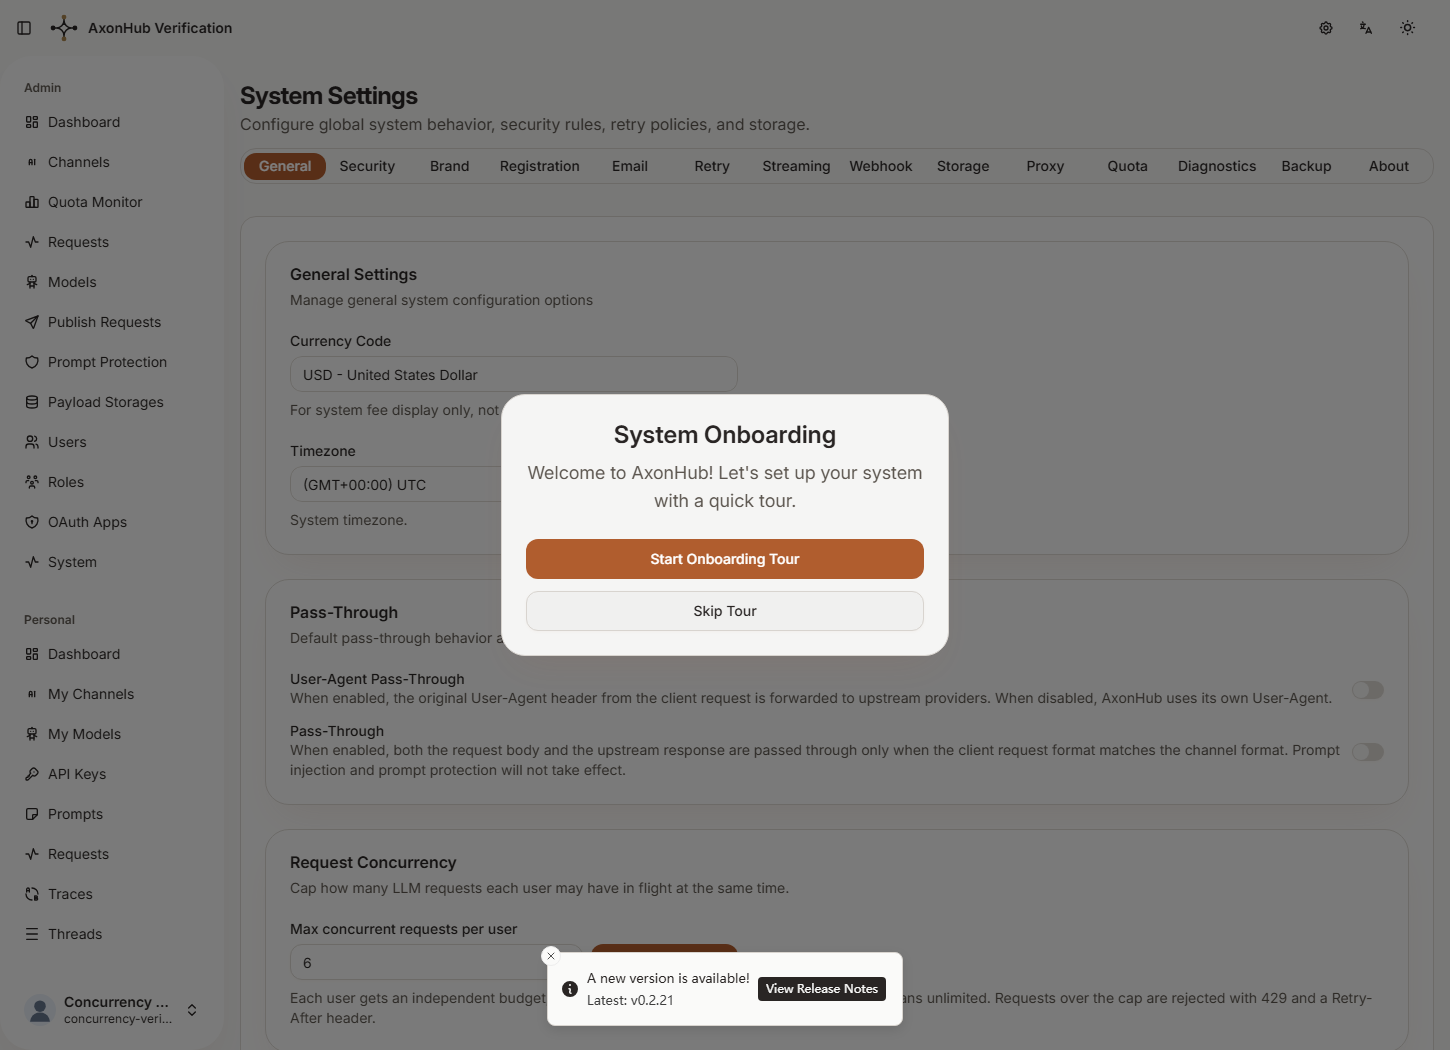 AxonHub Verification
Admin
Dashboard
Channels
Quota Monitor
Requests
Models
Publish Requests
Prompt Protection
Payload Storages
Users
Roles
OAuth Apps
System
Personal
Dashboard
My Channels
My Models
API Keys
Prompts
Requests
Traces
Threads
Concurrency ...
concurrency-veri...
System Settings
Configure global system behavior, security rules, retry policies, and storage.
General Security Brand Registration Email Retry Streaming Webhook Storage Proxy Quota Diagnostics Backup About
General Settings
Manage general system configuration options
Currency Code
USD - United States Dollar
For system fee display only, not
Timezone
(GMT+00:00) UTC
System timezone.
System Onboarding
Welcome to AxonHub! Let's set up your system
with a quick tour.
Start Onboarding Tour
Skip Tour
Pass-Through
Default pass-through behavior
User-Agent Pass-Through
When enabled, the original User-Agent header from the client request is forwarded to upstream providers. When disabled, AxonHub uses its own User-Agent.
Pass-Through
When enabled, both the request body and the upstream response are passed through only when the client request format matches the channel format. Prompt
injection and prompt protection will not take effect.
Request Concurrency
Cap how many LLM requests each user may have in flight at the same time.
Max concurrent requests per user
6
Each user gets an independent budget
unlimited. Requests over the cap are rejected with 429 and a Retry-
After header.
A new version is available!
Latest: v0.2.21
View Release Notes